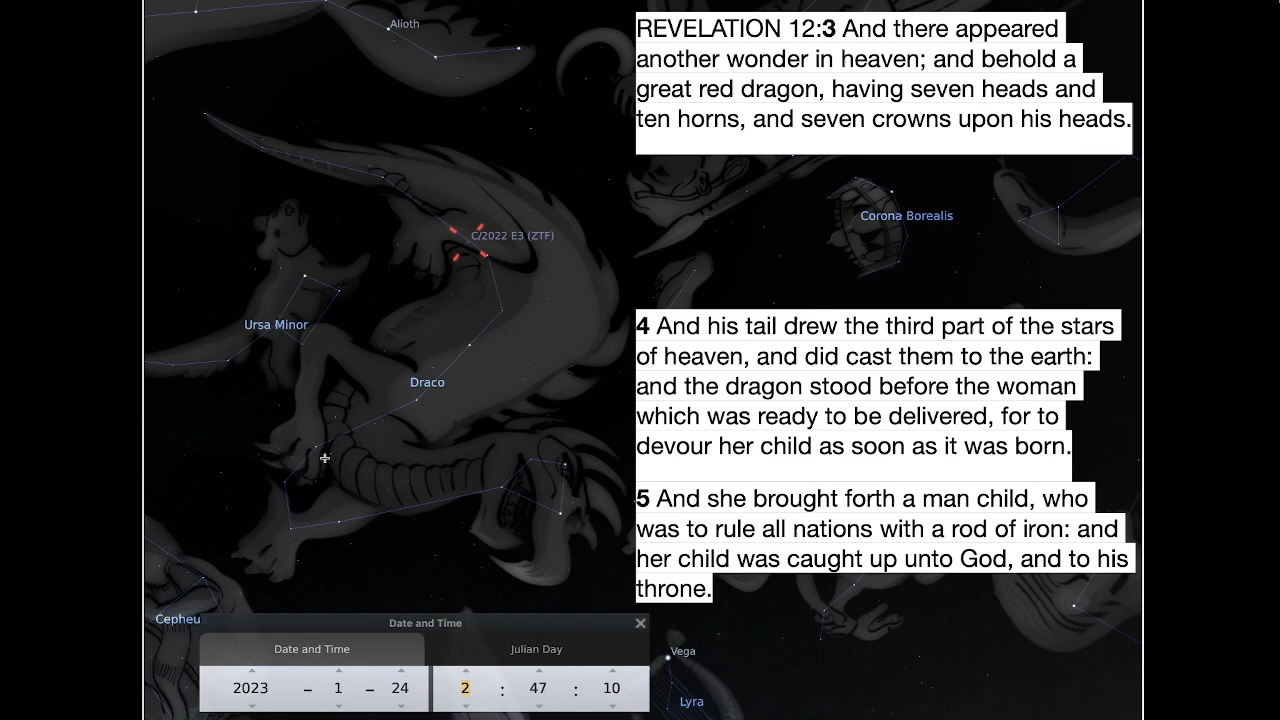 Alioth
REVELATION 12:3 And there appeared
another wonder in heaven; and behold a
great red dragon, having seven heads and
ten horns, and seven crowns upon his heads.
Corona Borealis
C/2022 E3 (ZTF)
Ursa Minor
Draco
4 And his tail drew the third part of the stars
of heaven, and did cast them to the earth:
and the dragon stood before the woman
which was ready to be delivered, for to
devour her child as soon as it was born.
5 And she brought forth a man child, who
was to rule all nations with a rod of iron: and
her child was caught up unto God, and to his
throne.
Cepheu
Date and Time
Date and Time Julian Day
2023 – 1 – 24 2 : 47 : 10
Vega
Lyra